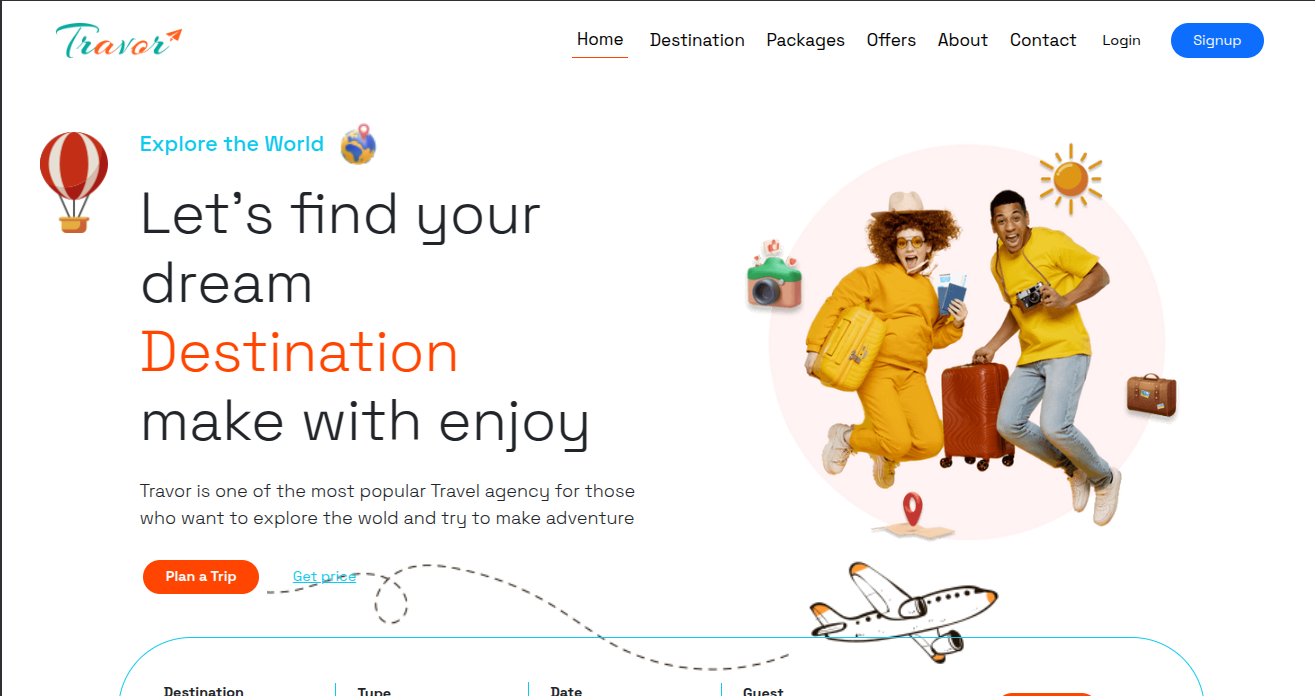 Travor
Home Destination Packages Offers About Contact Login Signup
Explore the World
Let's find your
dream
Destination
make with enjoy
Travor is one of the most popular Travel agency for those
who want to explore the wold and try to make adventure
Plan a Trip Get price
Destination Type Date Guest